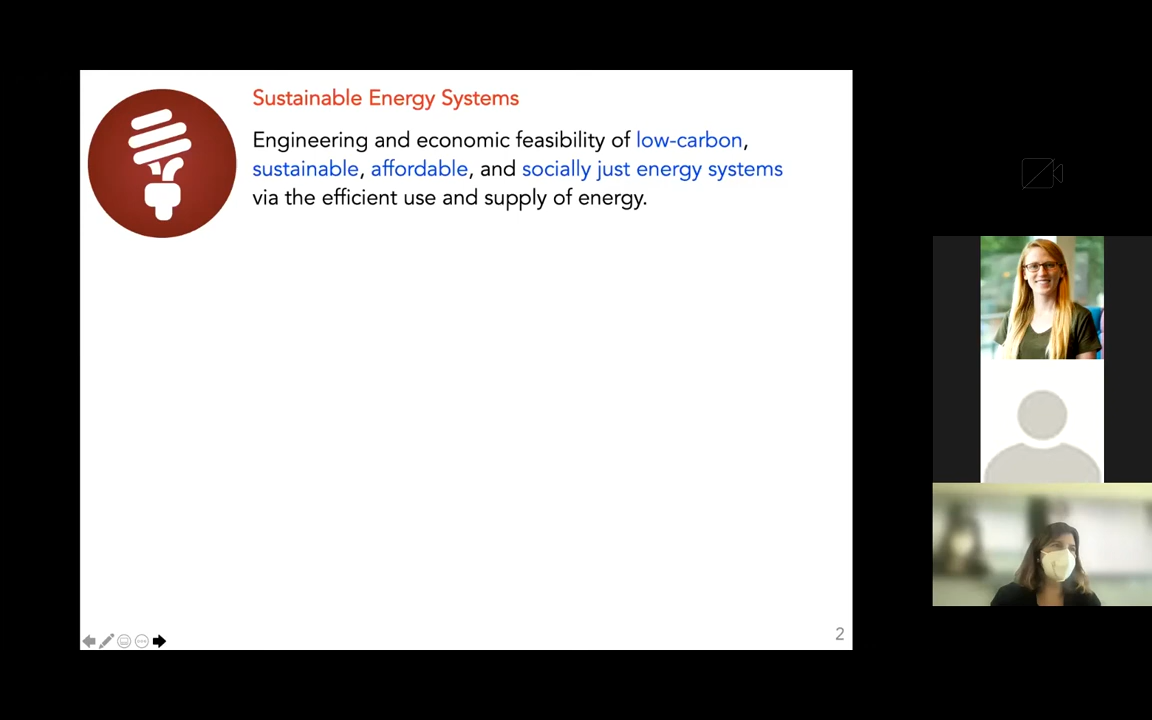 Sustainable Energy Systems
Engineering and economic feasibility of low-carbon,
sustainable, affordable, and socially just energy systems
via the efficient use and supply of energy.
2